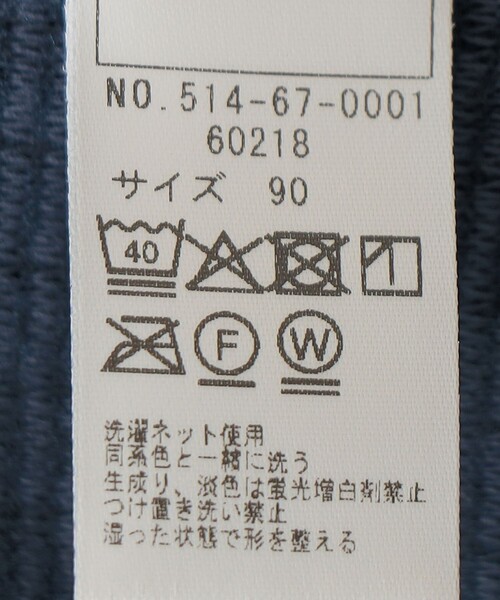 NO. 514-67-0001
60218
サイズ 90
40
F W
洗濯ネット使用
同系色と一緒に洗う
生成り、淡色は蛍光増白剤禁止
つけ置き洗い禁止
湿った状態で形を整える